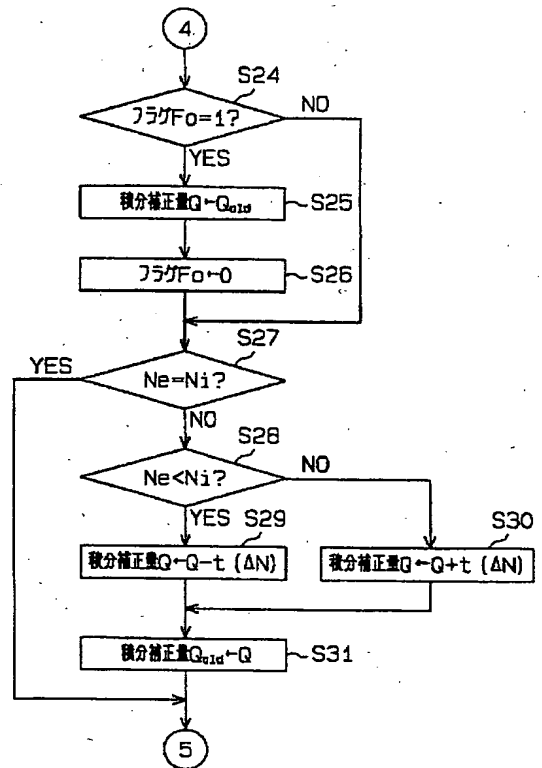 4
S24
フラグFo=1?
NO
YES
積分補正量Q←Qold
S25
フラグFo←0
S26
S27
YES
Ne=Ni?
NO
S28
Ne<Ni?
NO
YES
S29
S30
積分補正量Q←Q-t (ΔN)
積分補正量Q←Q+t (ΔN)
積分補正量Qold←Q
S31
5